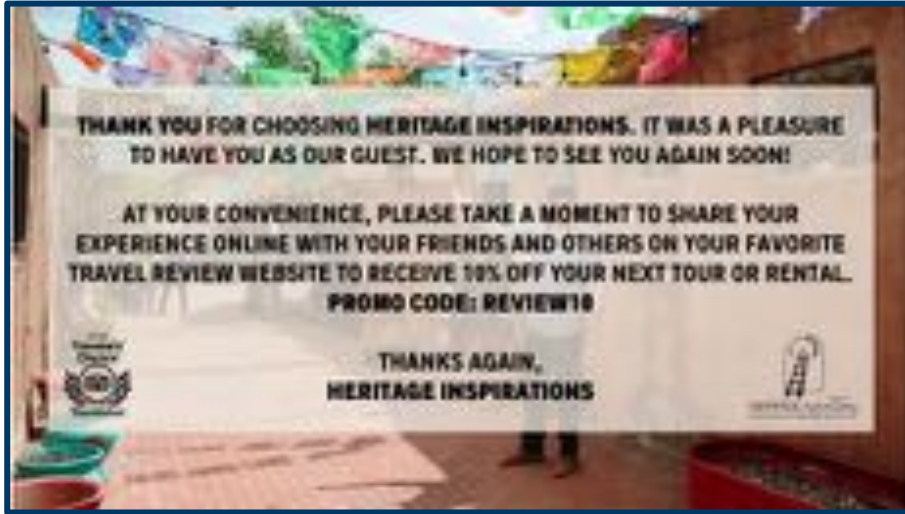 THANK YOU FOR CHOOSING HERITAGE INSPIRATIONS. IT WAS A PLEASURE
TO HAVE YOU AS OUR GUEST. WE HOPE TO SEE YOU AGAIN SOON!
AT YOUR CONVENIENCE, PLEASE TAKE A MOMENT TO SHARE YOUR
EXPERIENCE ONLINE WITH YOUR FRIENDS AND OTHERS ON YOUR FAVORITE
TRAVEL REVIEW WEBSITE TO RECEIVE 10% OFF YOUR NEXT TOUR OR RENTAL.
PROMO CODE: REVIEW10
THANKS AGAIN,
HERITAGE INSPIRATIONS